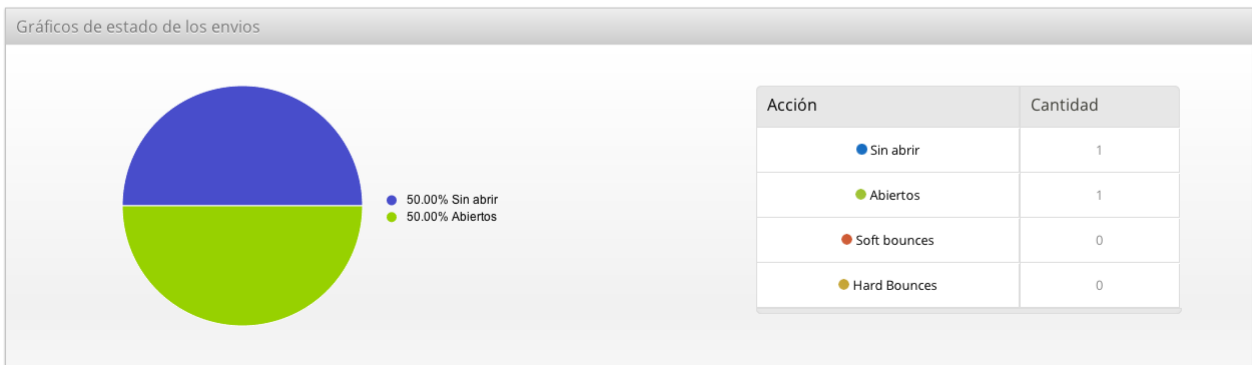 Gráficos de estado de los envios
50.00% Sin abrir
50.00% Abiertos
Acción Cantidad
Sin abrir 1
Abiertos 1
Soft bounces 0
Hard Bounces 0